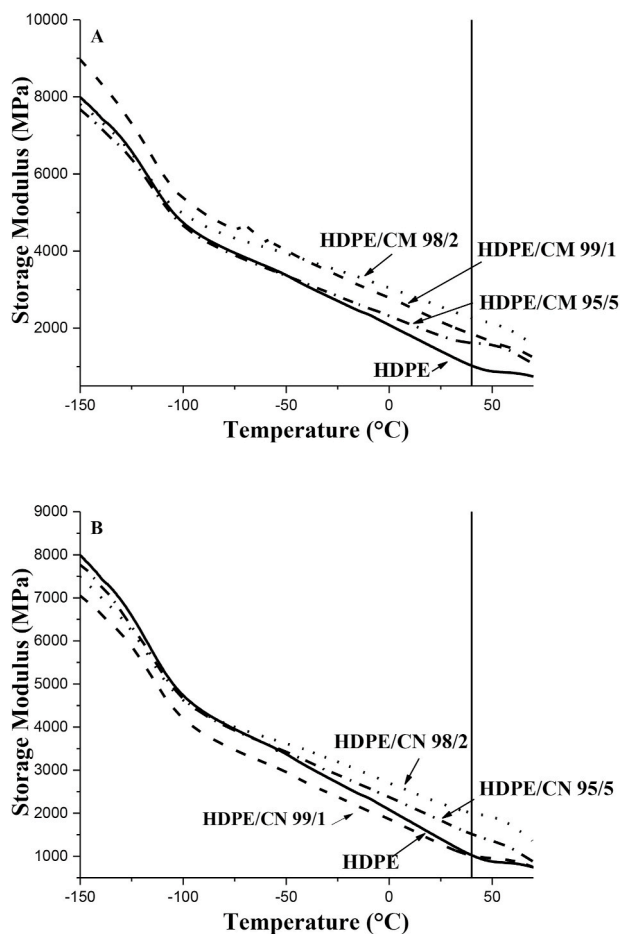 A
Storage Modulus (MPa)
10000
8000
6000
4000
2000
HDPE/CM 98/2
HDPE/CM 99/1
HDPE/CM 95/5
HDPE
-150
-100
-50
0
50
Temperature (°C)
B
Storage Modulus (MPa)
9000
8000
7000
6000
5000
4000
3000
2000
1000
HDPE/CN 98/2
HDPE/CN 95/5
HDPE/CN 99/1
HDPE
-150
-100
-50
0
50
Temperature (°C)